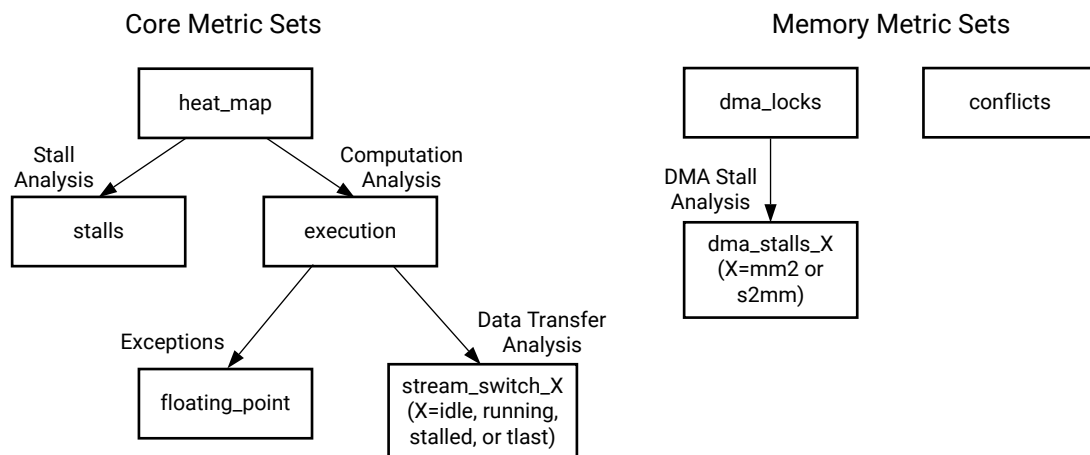 Core Metric Sets
heat_map
Stall
Analysis
Computation
Analysis
stalls
execution
Exceptions
Data Transfer
Analysis
floating_point
stream_switch_X
(X=idle, running,
stalled, or tlast)
Memory Metric Sets
dma_locks
conflicts
DMA Stall
Analysis
dma_stalls_X
(X=mm2 or
s2mm)